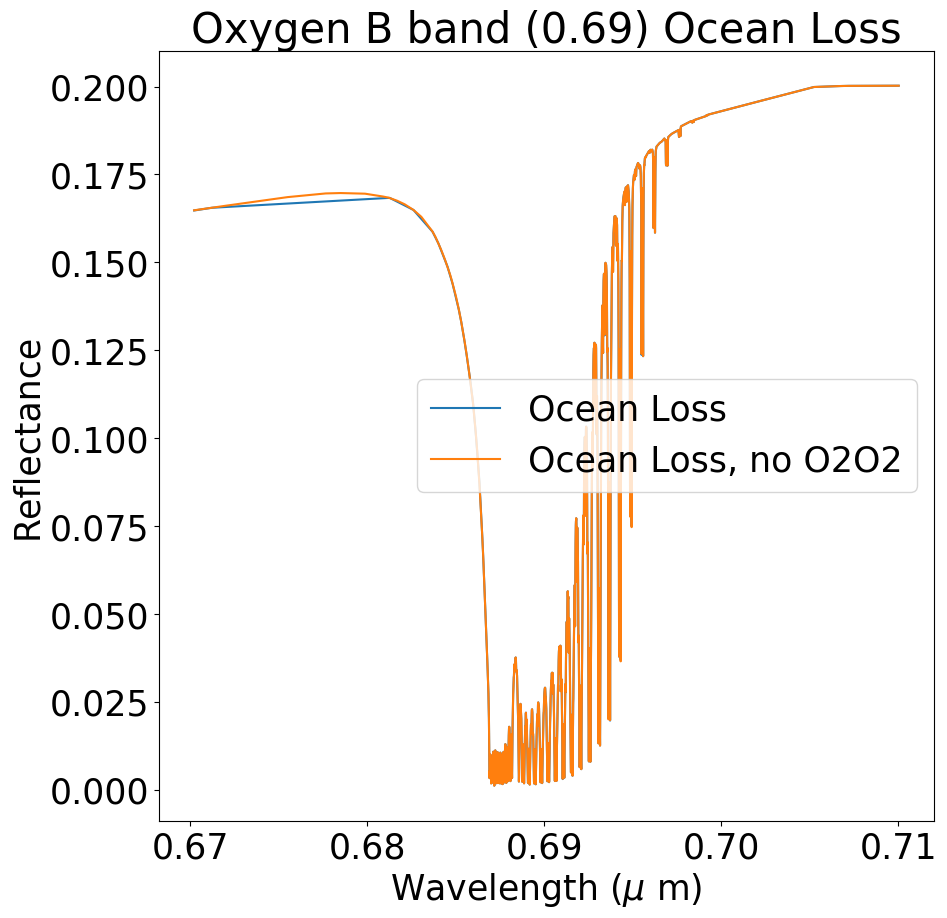 Oxygen B band (0.69) Ocean Loss
0.200
0.175
0.150
0.125
0.100
0.075
0.050
0.025
0.000
Reflectance
Ocean Loss
Ocean Loss, no O2O2
0.67 0.68 0.69 0.70 0.71
Wavelength (μ m)